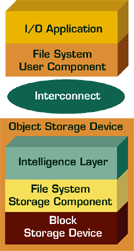 I/O Application
File System
User Component
Interconnect
Object Storage Device
Intelligence Layer
File System
Storage Component
Block
Storage Device